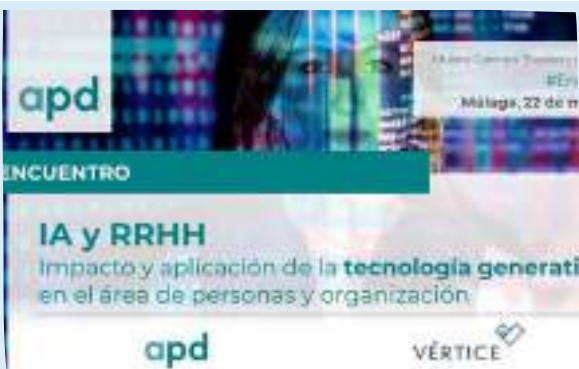 apd
Málaga, 22 de
ENCUENTRO
IA y RRHH
Impacto y aplicación de la tecnología generati
en el área de personas y organización
apd
VÉRTICE